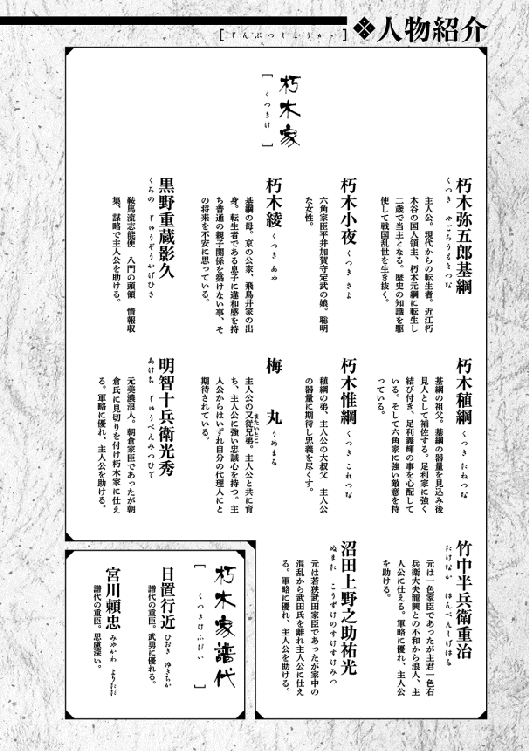 ❖人物紹介
［じんぶつしょうかい］
朽木家
［くつきけ］
朽木弥五郎基綱
くつき やごろうもとつな
主人公。現代からの転生者。近江朽
木谷の国人領主、朽木元綱に転生し
二歳で当主となる。歴史の知識を駆
使して戦国乱世を生き抜く。
朽木小夜 くつき さよ
六角家臣平井加賀守定武の娘。聡明
な女性。
朽木綾 くつき あや
基綱の母。京の公家、飛鳥井家の出
身。転生者である息子に違和感を持
ち普通の親子関係を築けない事、そ
の将来を不安に思っている。
黒野重蔵影久
くろの じゅうぞうかげひさ
鞍馬流志能便、八門の頭領。情報収
集、謀略で主人公を助ける。
朽木稙綱 くつき たねつな
基綱の祖父。基綱の器量を見込み後
見人として補佐する。足利家に強く
結び付き、足利義輝の事を心配して
いる。そして六角家に強い敵意を持
っている。
朽木惟綱 くつき これつな
稙綱の弟、主人公の大叔父。主人公
の器量に期待し忠義を尽くす。
梅丸 うめまる
主人公の又従兄弟。主人公と共に育
またいとこ
ち、主人公に強い忠誠心を持つ。主
人公からはいずれ自分の代理人にと
期待されている。
明智十兵衛光秀
あけち じゅうべえみつひで
元美濃浪人。朝倉家臣であったが朝
倉氏に見切りを付け朽木家に仕え
る。軍略に優れ、主人公を助ける。
竹中半兵衛重治
たけなか はんべえしげはる
元は一色家臣であったが主君一色右
兵衛大夫龍興との不和から浪人、主
人公に仕える。軍略に優れ、主人公
を助ける。
沼田上野之助祐光
ぬまた こうずけのすけすけみつ
元は若狭武田家臣であったが家中の
混乱から武田氏を離れ主人公に仕え
る。軍略に優れ、主人公を助ける。
朽木家譜代
［くつきけふだい］
日置行近 ひおき ゆきちか
譜代の重臣。武勇に優れる。
宮川頼忠 みやがわ よりただ
譜代の重臣。思慮深い。